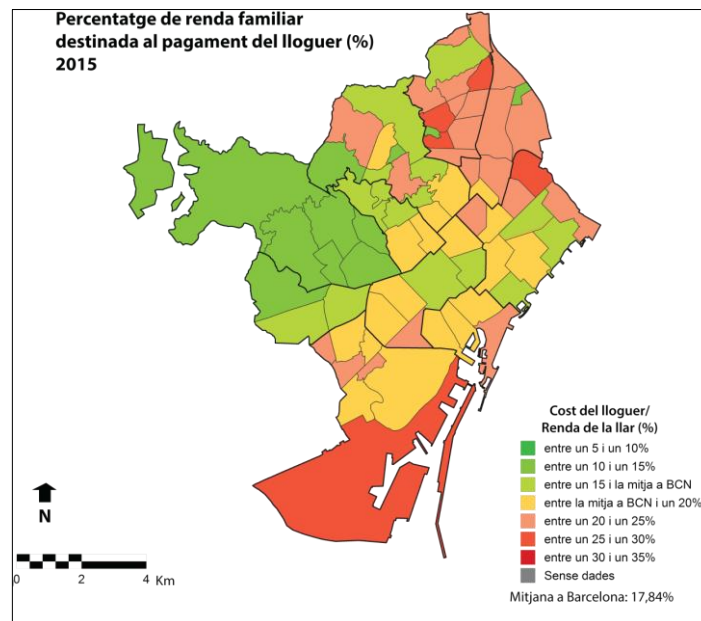 Percentatge de renda familiar
destinada al pagament del lloguer (%)
2015
Cost del lloguer/
Renda de la llar (%)
entre un 5 i un 10%
entre un 10 i un 15%
entre un 15 i la mitja a BCN
entre la mitja a BCN i un 20%
entre un 20 i un 25%
entre un 25 i un 30%
entre un 30 i un 35%
Sense dades
Mitjana a Barcelona: 17,84%
N
0 2 4 Km